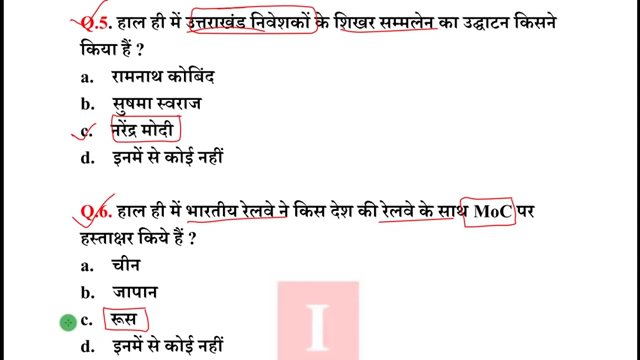 Q.5. हाल ही में उत्तराखंड निवेशकों के शिखर सम्मलेन का उद्घाटन किसने
किया हैं ?
a. रामनाथ कोबिंद
b. सुषमा स्वराज
c. नरेंद्र मोदी
d. इनमें से कोई नहीं
Q.6. हाल ही में भारतीय रेलवे ने किस देश की रेलवे के साथ MoC पर
हस्ताक्षर किये हैं ?
a. चीन
b. जापान
c. रूस
d. इनमें से कोई नहीं
I